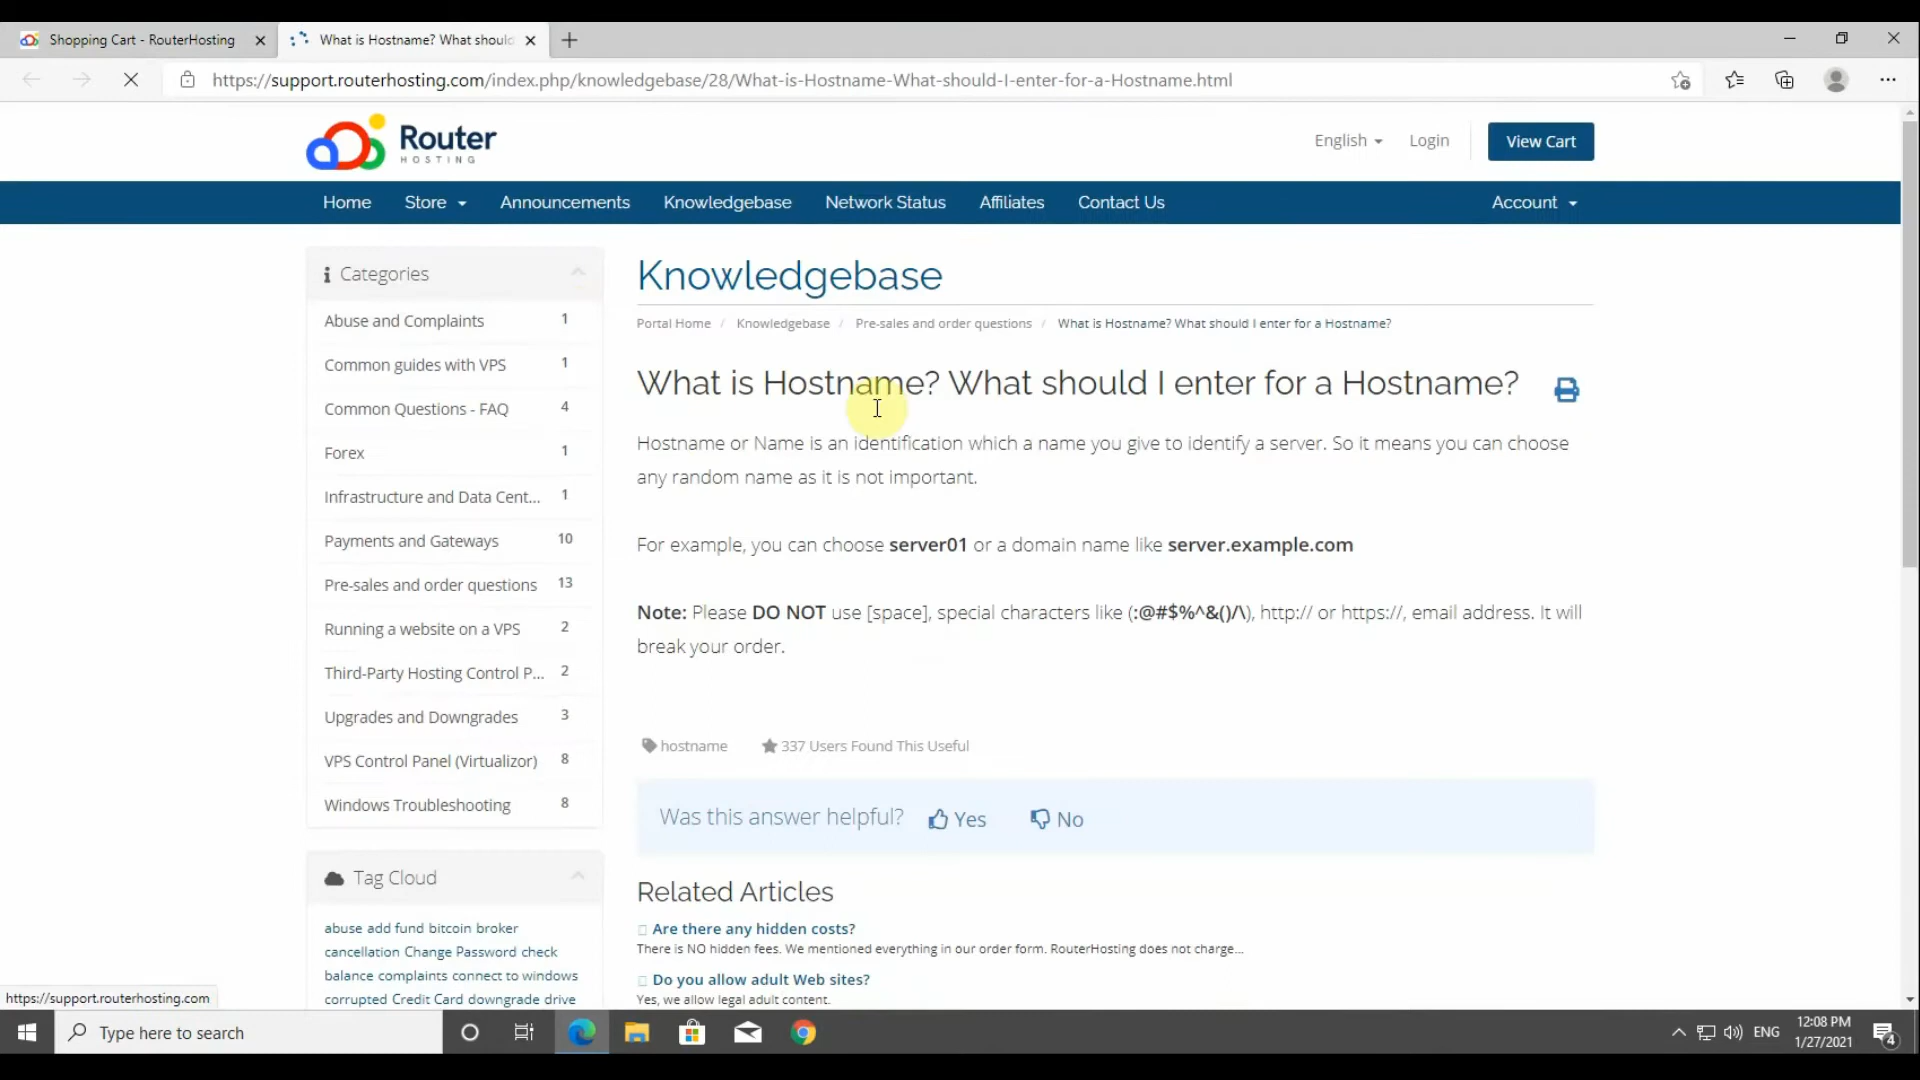 Shopping Cart - RouterHosting
What is Hostname? What should
https://support.routerhosting.com/index.php/knowledgebase/28/What-is-Hostname-What-should-I-enter-for-a-Hostname.html
Router
HOSTING
English
Login
View Cart
Home
Store
Announcements
Knowledgebase
Network Status
Affiliates
Contact Us
Account
Categories
Abuse and Complaints 1
Common guides with VPS 1
Common Questions - FAQ 4
Forex 1
Infrastructure and Data Cent... 1
Payments and Gateways 10
Pre-sales and order questions 13
Running a website on a VPS 2
Third-Party Hosting Control P... 2
Upgrades and Downgrades 3
VPS Control Panel (Virtualizor) 8
Windows Troubleshooting 8
Tag Cloud
abuse add fund bitcoin broker
cancellation Change Password check
balance complaints connect to windows
corrupted Credit Card downgrade drive
Knowledgebase
Portal Home / Knowledgebase / Pre-sales and order questions / What is Hostname? What should I enter for a Hostname?
What is Hostname? What should I enter for a Hostname?
Hostname or Name is an identification which a name you give to identify a server. So it means you can choose
any random name as it is not important.
For example, you can choose server01 or a domain name like server.example.com
Note: Please DO NOT use [space], special characters like (:@#$%^&()/\), http:// or https://, email address. It will
break your order.
hostname
337 Users Found This Useful
Was this answer helpful? Yes No
Related Articles
Are there any hidden costs?
There is NO hidden fees. We mentioned everything in our order form. RouterHosting does not charge...
Do you allow adult Web sites?
Yes, we allow legal adult content.
https://support.routerhosting.com
Type here to search
ENG
12:08 PM
1/27/2021
4